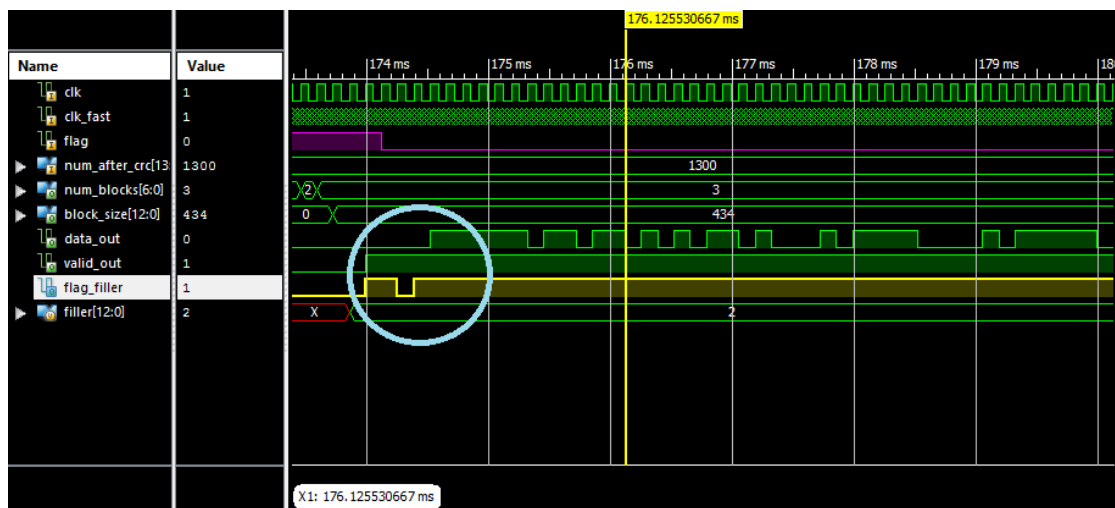 176.125530667 ms
Name Value
174 ms 175 ms 176 ms 177 ms 178 ms 179 ms 18
clk 1
clk_fast 1
flag 0
num_after_crc[13: 1300 1300
num_blocks[6:0] 3 2 3
block_size[12:0] 434 0 434
data_out 0
valid_out 1
flag_filler 1
filler[12:0] 2 X 2
X1: 176.125530667 ms